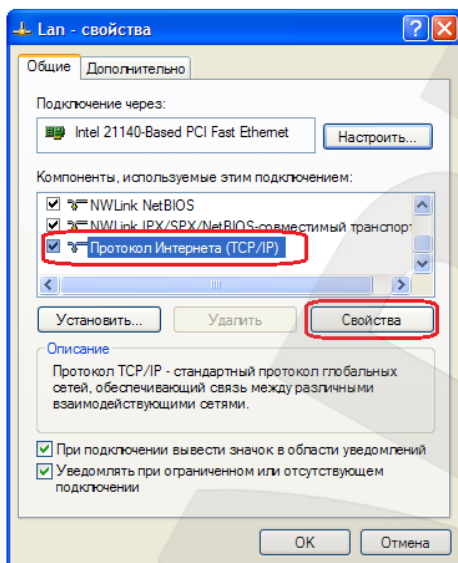 Lan - свойства
Общие Дополнительно
Подключение через:
Intel 21140-Based PCI Fast Ethernet Настроить...
Компоненты, используемые этим подключением:
NWLink NetBIOS
NWLink IPX/SPX/NetBIOS-совместимый транспорт
Протокол Интернета (TCP/IP)
Установить... Удалить Свойства
Описание
Протокол TCP/IP - стандартный протокол глобальных
сетей, обеспечивающий связь между различными
взаимодействующими сетями.
При подключении вывести значок в области уведомлений
Уведомлять при ограниченном или отсутствующем
подключении
OK Отмена